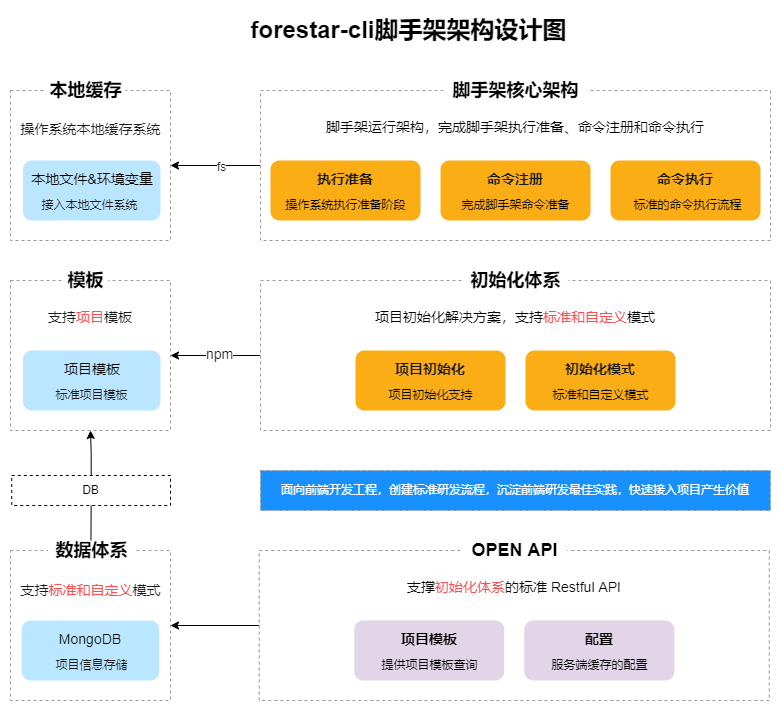 forestar-cli脚手架架构设计图
本地缓存
操作系统本地缓存系统
本地文件&环境变量
接入本地文件系统
fs
脚手架核心架构
脚手架运行架构，完成脚手架执行准备、命令注册和命令执行
执行准备
操作系统执行准备阶段
命令注册
完成脚手架命令准备
命令执行
标准的命令执行流程
模板
支持项目模板
项目模板
标准项目模板
npm
初始化体系
项目初始化解决方案，支持标准和自定义模式
项目初始化
项目初始化支持
初始化模式
标准和自定义模式
DB
面向前端开发工程，创建标准研发流程，沉淀前端研发最佳实践，快速接入项目产生价值
数据体系
支持标准和自定义模式
MongoDB
项目信息存储
OPEN API
支撑初始化体系的标准 Restful API
项目模板
提供项目模板查询
配置
服务端缓存的配置